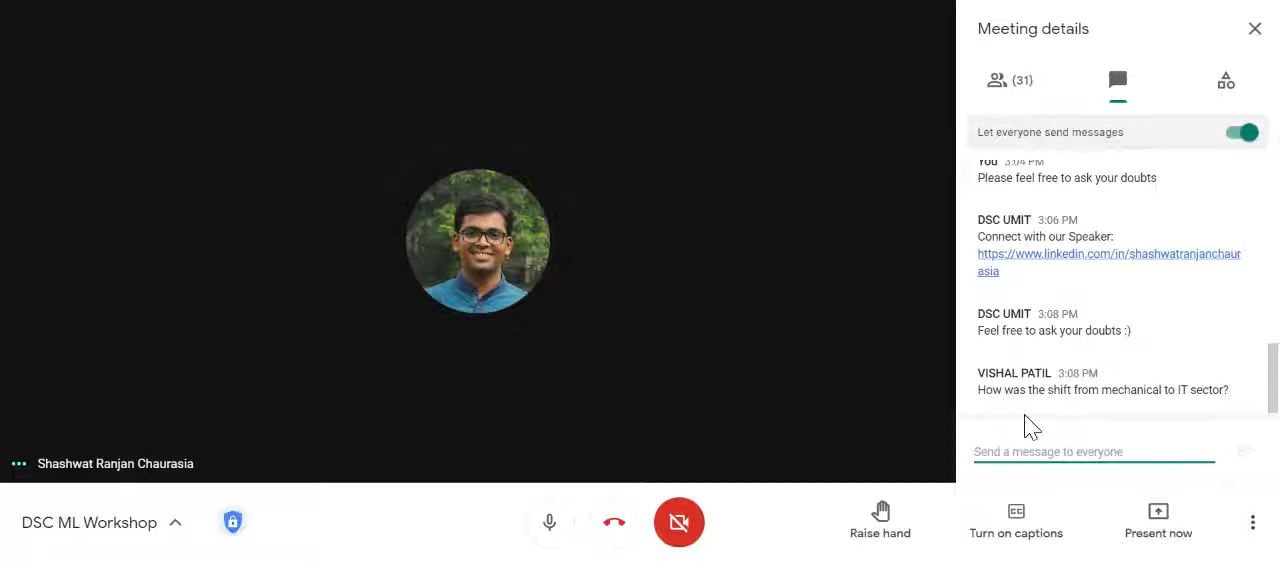 Meeting details
(31)
Let everyone send messages
You 3:04 PM
Please feel free to ask your doubts
DSC UMIT 3:06 PM
Connect with our Speaker:
https://www.linkedin.com/in/shashwatranjanchaur
asia
DSC UMIT 3:08 PM
Feel free to ask your doubts :)
VISHAL PATIL 3:08 PM
How was the shift from mechanical to IT sector?
Send a message to everyone
Shashwat Ranjan Chaurasia
DSC ML Workshop
Raise hand
CC
Turn on captions
Present now